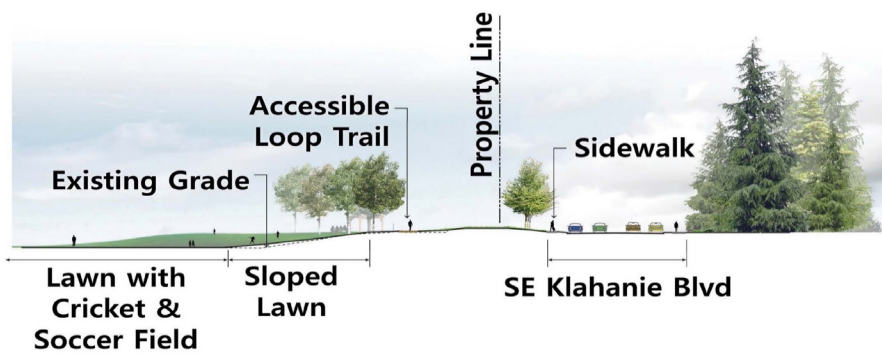 Property Line
Accessible
Loop Trail
Sidewalk
Existing Grade
Lawn with
Cricket &
Soccer Field
Sloped
Lawn
SE Klahanie Blvd